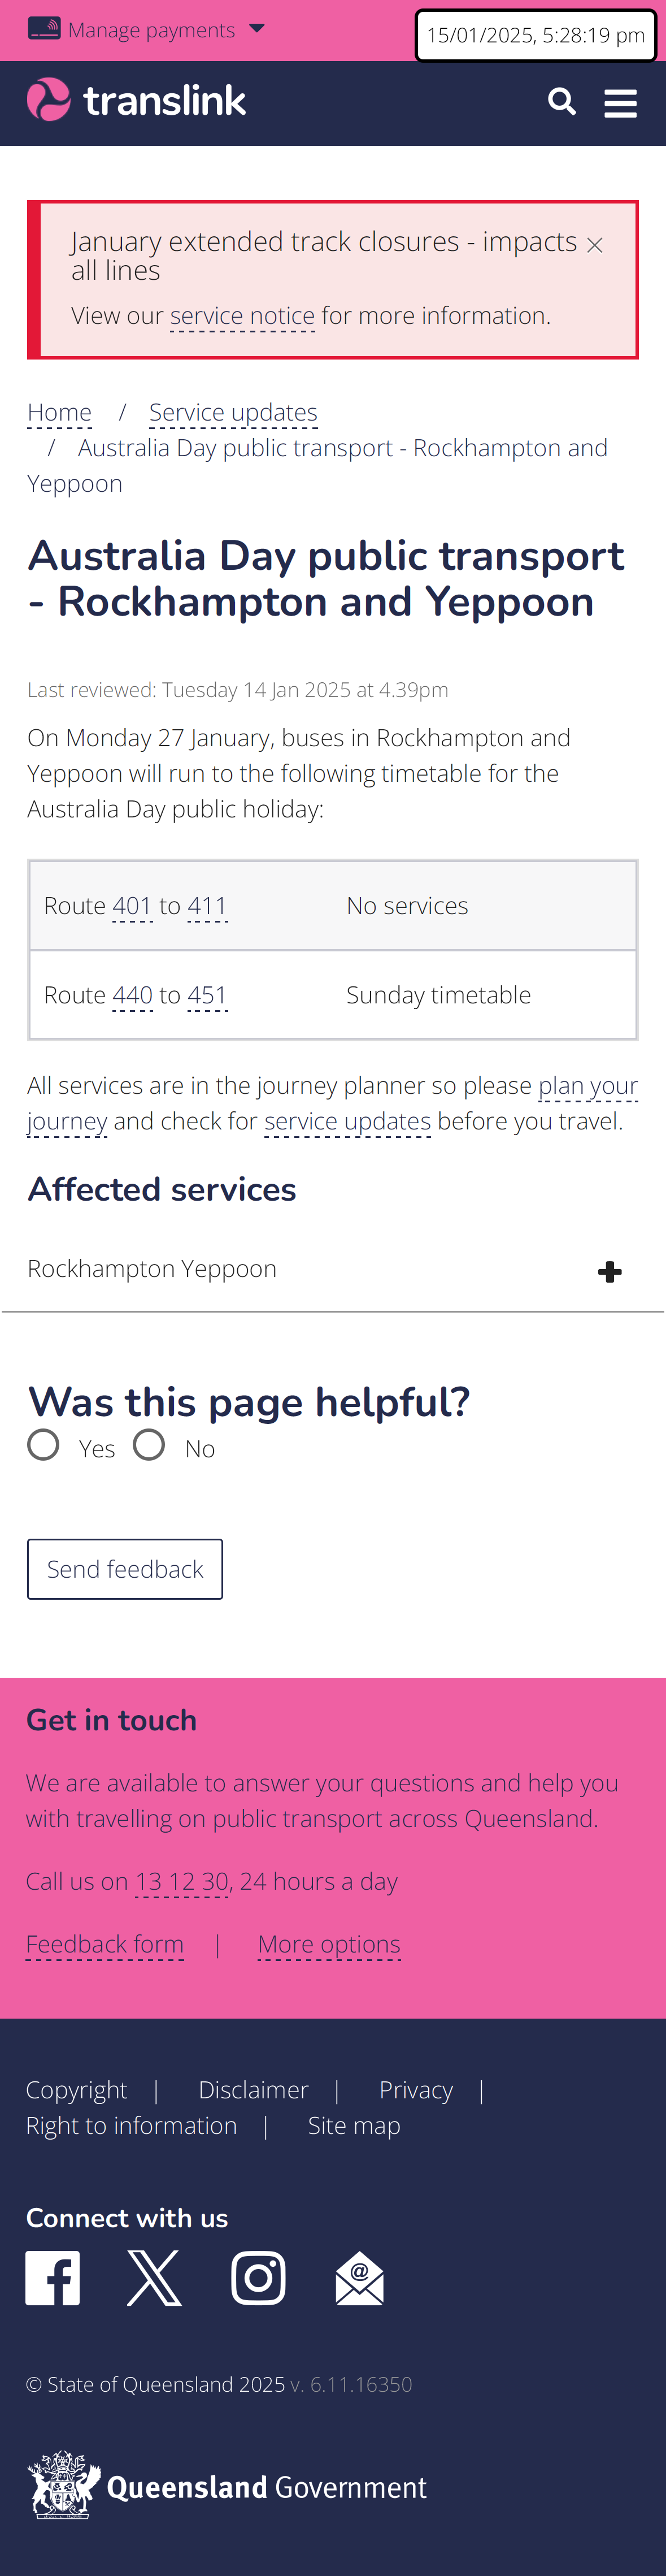 Manage payments
15/01/2025, 5:28:19 pm
translink
January extended track closures - impacts
all lines
View our service notice for more information.
Home / Service updates
/ Australia Day public transport - Rockhampton and
Yeppoon
Australia Day public transport
- Rockhampton and Yeppoon
Last reviewed: Tuesday 14 Jan 2025 at 4.39pm
On Monday 27 January, buses in Rockhampton and
Yeppoon will run to the following timetable for the
Australia Day public holiday:
Route 401 to 411 No services
Route 440 to 451 Sunday timetable
All services are in the journey planner so please plan your
journey and check for service updates before you travel.
Affected services
Rockhampton Yeppoon
Was this page helpful?
Yes No
Send feedback
Get in touch
We are available to answer your questions and help you
with travelling on public transport across Queensland.
Call us on 13 12 30, 24 hours a day
Feedback form | More options
Copyright | Disclaimer | Privacy |
Right to information | Site map
Connect with us
© State of Queensland 2025 v. 6.11.16350
Queensland Government